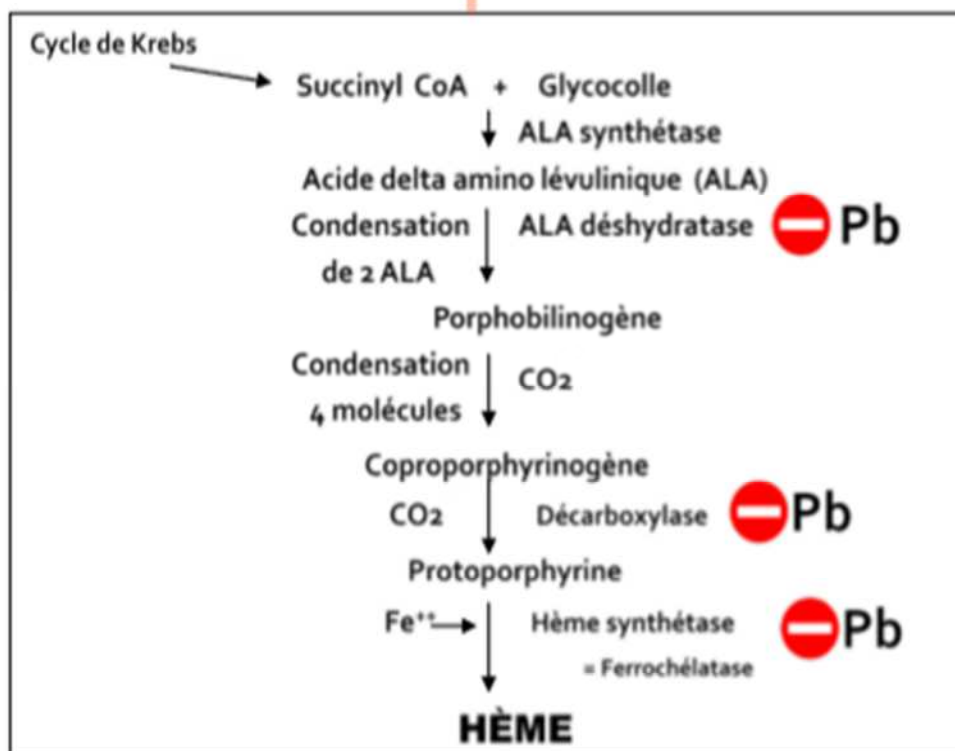 Cycle de Krebs
Succinyl CoA + Glycocolle
ALA synthétase
Acide delta amino lévulinique (ALA)
Condensation
de 2 ALA
ALA déshydratase
Pb
Porphobilinogène
Condensation
4 molécules
CO2
Coproporphyrinogène
CO2
Décarboxylase
Pb
Protoporphyrine
Fe⁺⁺
Hème synthétase
= Ferrochélatase
Pb
HÈME